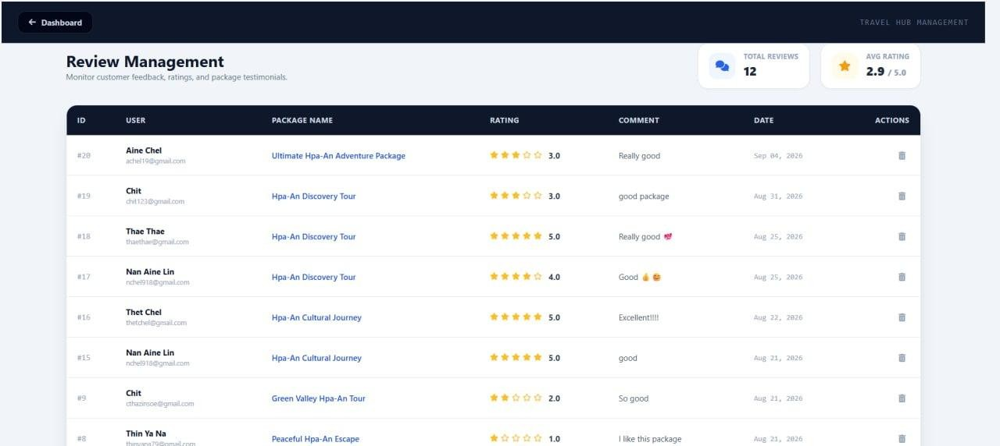 Dashboard
TRAVEL HUB MANAGEMENT
Review Management
Monitor customer feedback, ratings, and package testimonials.
TOTAL REVIEWS
12
AVG RATING
2.9 / 5.0
ID USER PACKAGE NAME RATING COMMENT DATE ACTIONS
#20 Aine Chel Ultimate Hpa-An Adventure Package 3.0 Really good Sep 04, 2026
achel19@gmail.com
#19 Chit Hpa-An Discovery Tour 3.0 good package Aug 31, 2026
chit123@gmail.com
#18 Thae Thae Hpa-An Discovery Tour 5.0 Really good 💖 Aug 25, 2026
thaethae@gmail.com
#17 Nan Aine Lin Hpa-An Discovery Tour 4.0 Good Aug 25, 2026
nchel918@gmail.com
#16 Thet Chel Hpa-An Cultural Journey 5.0 Excellent!!!! Aug 22, 2026
thetchel@gmail.com
#15 Nan Aine Lin Hpa-An Cultural Journey 5.0 good Aug 21, 2026
nchel918@gmail.com
#9 Chit Green Valley Hpa-An Tour 2.0 So good Aug 21, 2026
cthazinsoe@gmail.com
#8 Thin Ya Na Peaceful Hpa-An Escape 1.0 I like this package Aug 21, 2026
thinyana79@gmail.com